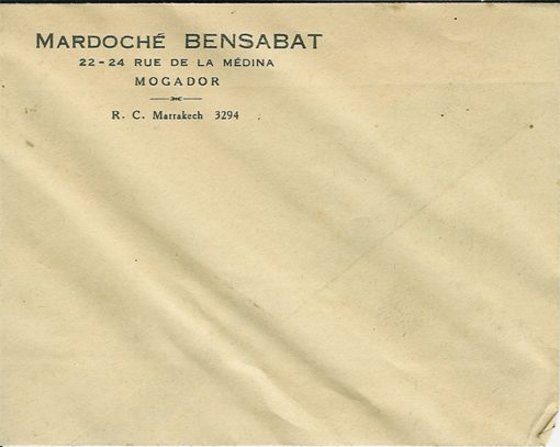 MARDOCHÉ BENSABAT
22-24 RUE DE LA MÉDINA
MOGADOR
R. C. Marrakech 3294